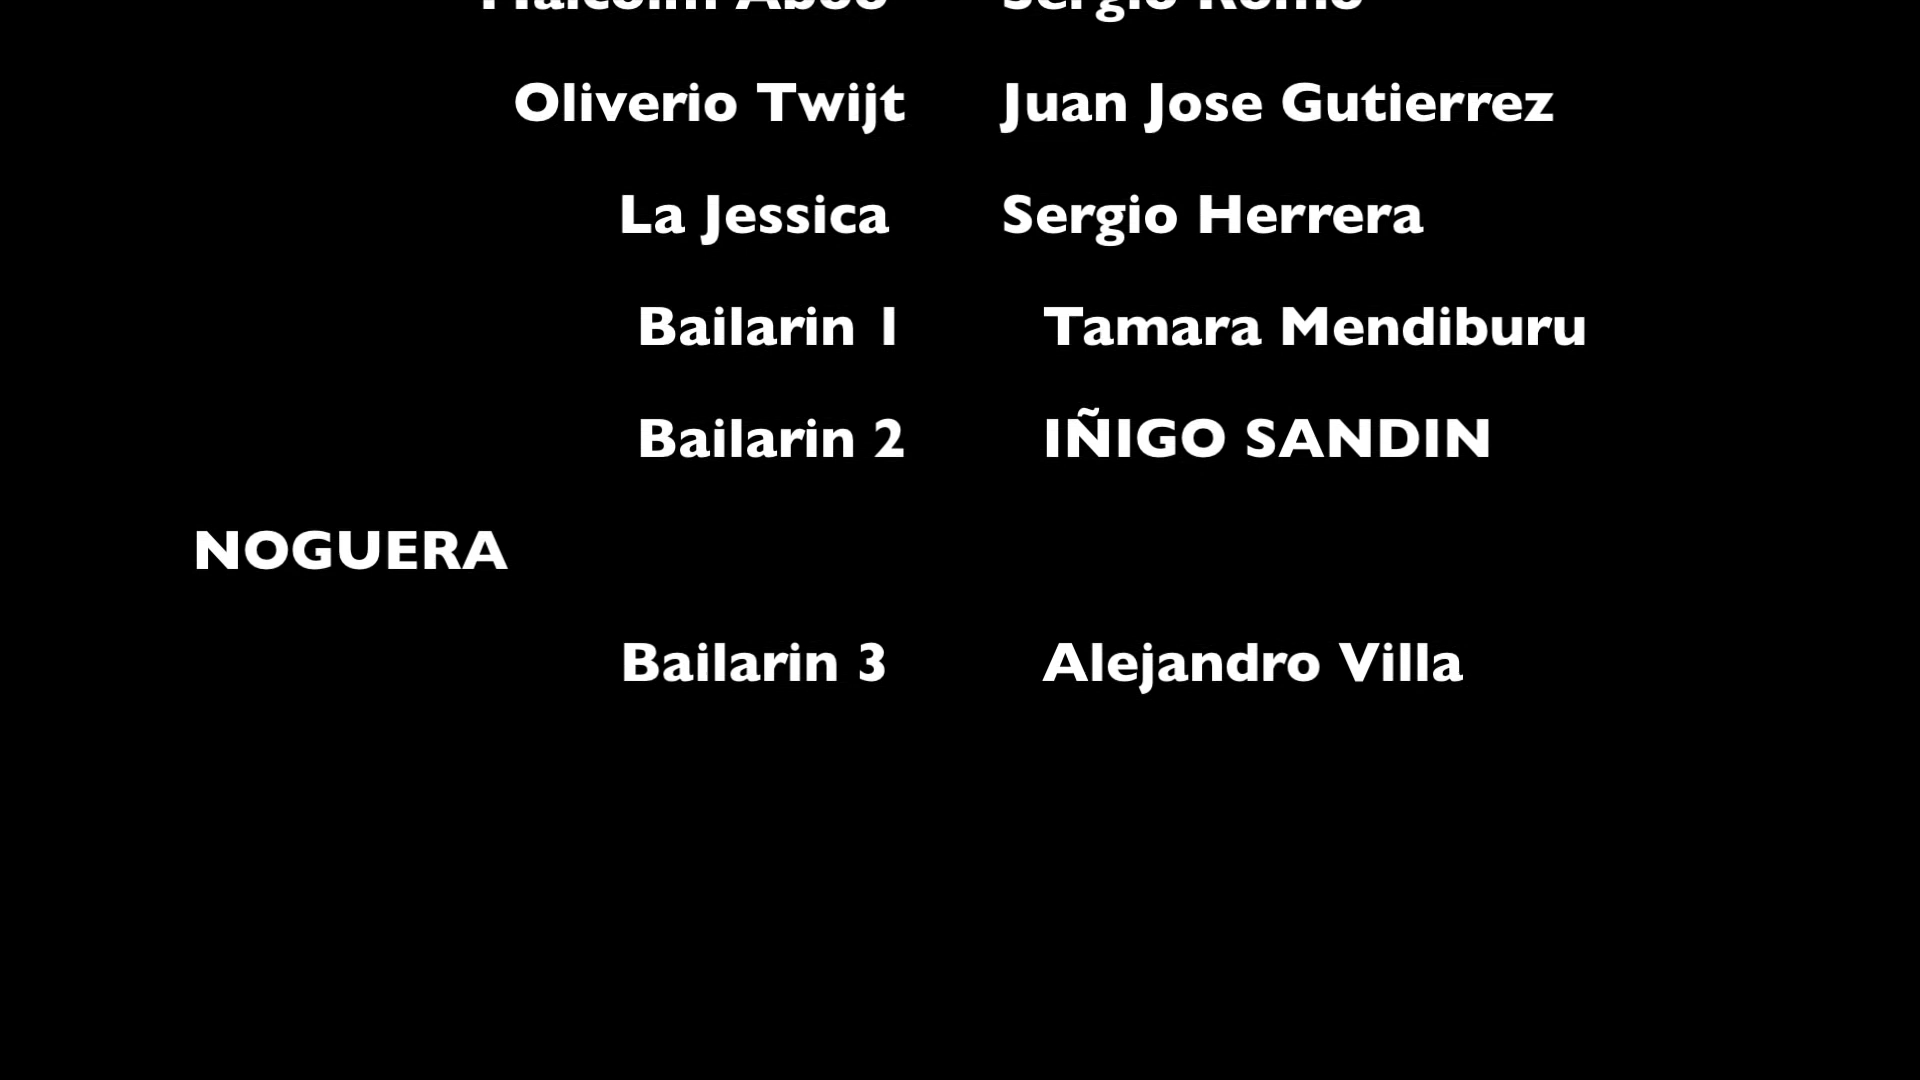 Oliverio Twijt Juan Jose Gutierrez
La Jessica Sergio Herrera
Bailarin 1 Tamara Mendiburu
Bailarin 2 IÑIGO SANDIN
NOGUERA
Bailarin 3 Alejandro Villa